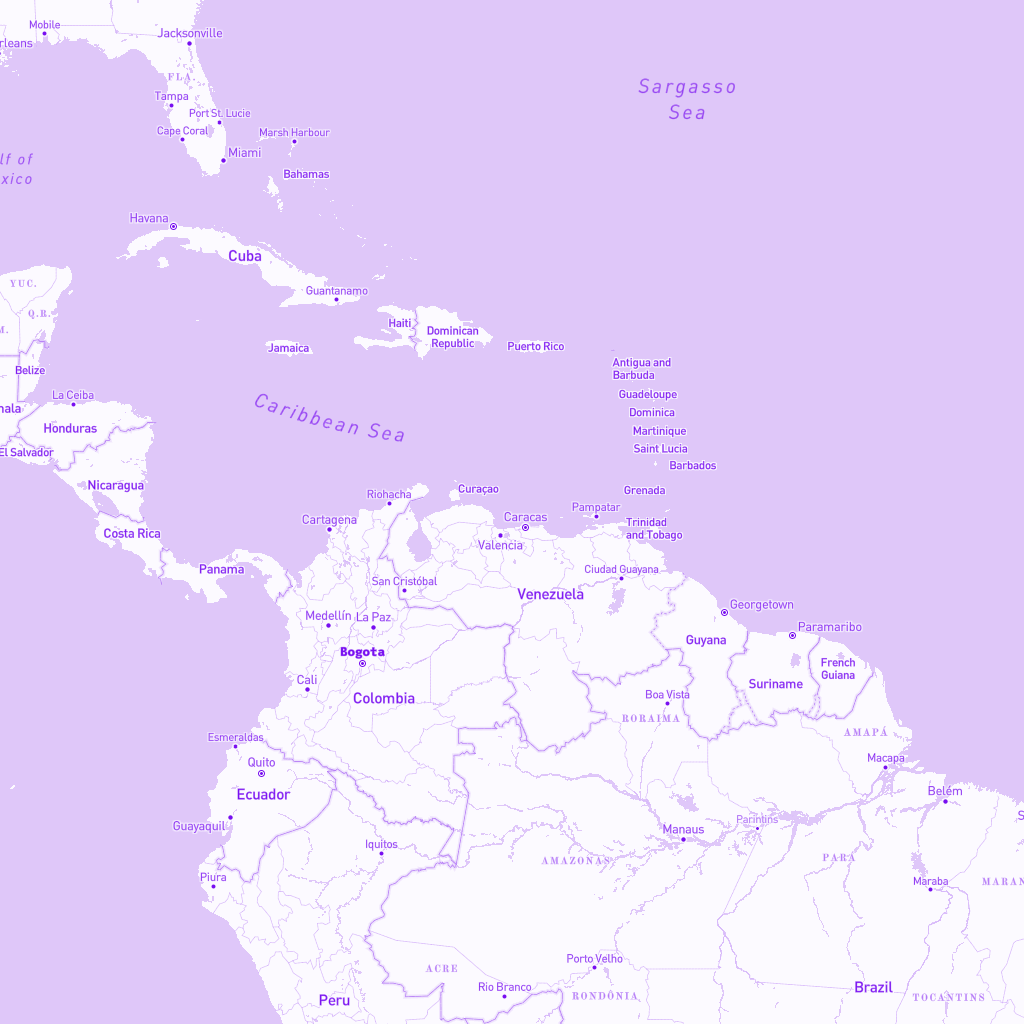 Mobile
Jacksonville
rleans
FLA.
Sargasso
Sea
Tampa
Port St. Lucie
Cape Coral
Marsh Harbour
Miami
lf of
xico
Bahamas
Havana
Cuba
YUC.
Guantanamo
Q.R.
M.
Haiti
Dominican
Republic
Jamaica
Puerto Rico
Belize
Antigua and
Barbuda
La Ceiba
Guadeloupe
nala
Caribbean Sea
Dominica
Honduras
Martinique
El Salvador
Saint Lucia
Barbados
Nicaragua
Riohacha
Curaçao
Grenada
Pampatar
Cartagena
Caracas
Trinidad
and Tobago
Costa Rica
Valencia
Panama
San Cristóbal
Ciudad Guayana
Venezuela
Georgetown
Medellín
La Paz
Paramaribo
Guyana
Bogota
French
Guiana
Cali
Suriname
Colombia
Boa Vista
RORAIMA
Esmeraldas
AMAPÁ
Quito
Macapa
Ecuador
Belém
S
Guayaquil
Parintins
Manaus
Iquitos
AMAZONAS
PARÁ
Piura
Maraba
MARAN
Porto Velho
ACRE
Rio Branco
RONDÔNIA
Brazil
TOCANTINS
Peru